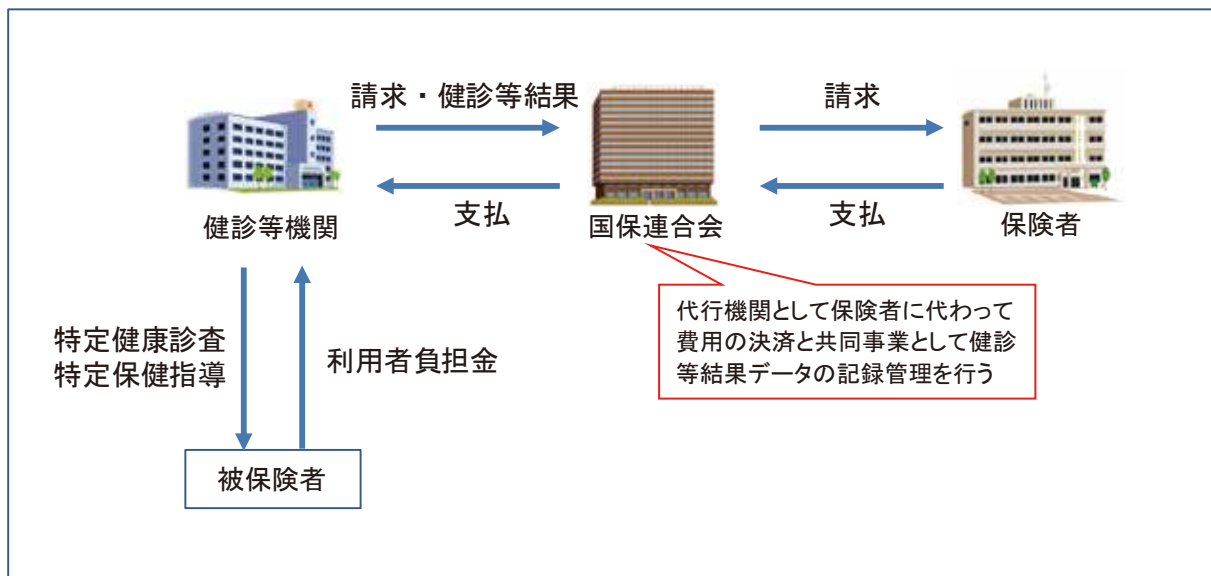 請求・健診等結果
請求
支払
支払
健診等機関
国保連合会
保険者
代行機関として保険者に代わって
費用の決済と共同事業として健診
等結果データの記録管理を行う
特定健康診査
特定保健指導
利用者負担金
被保険者